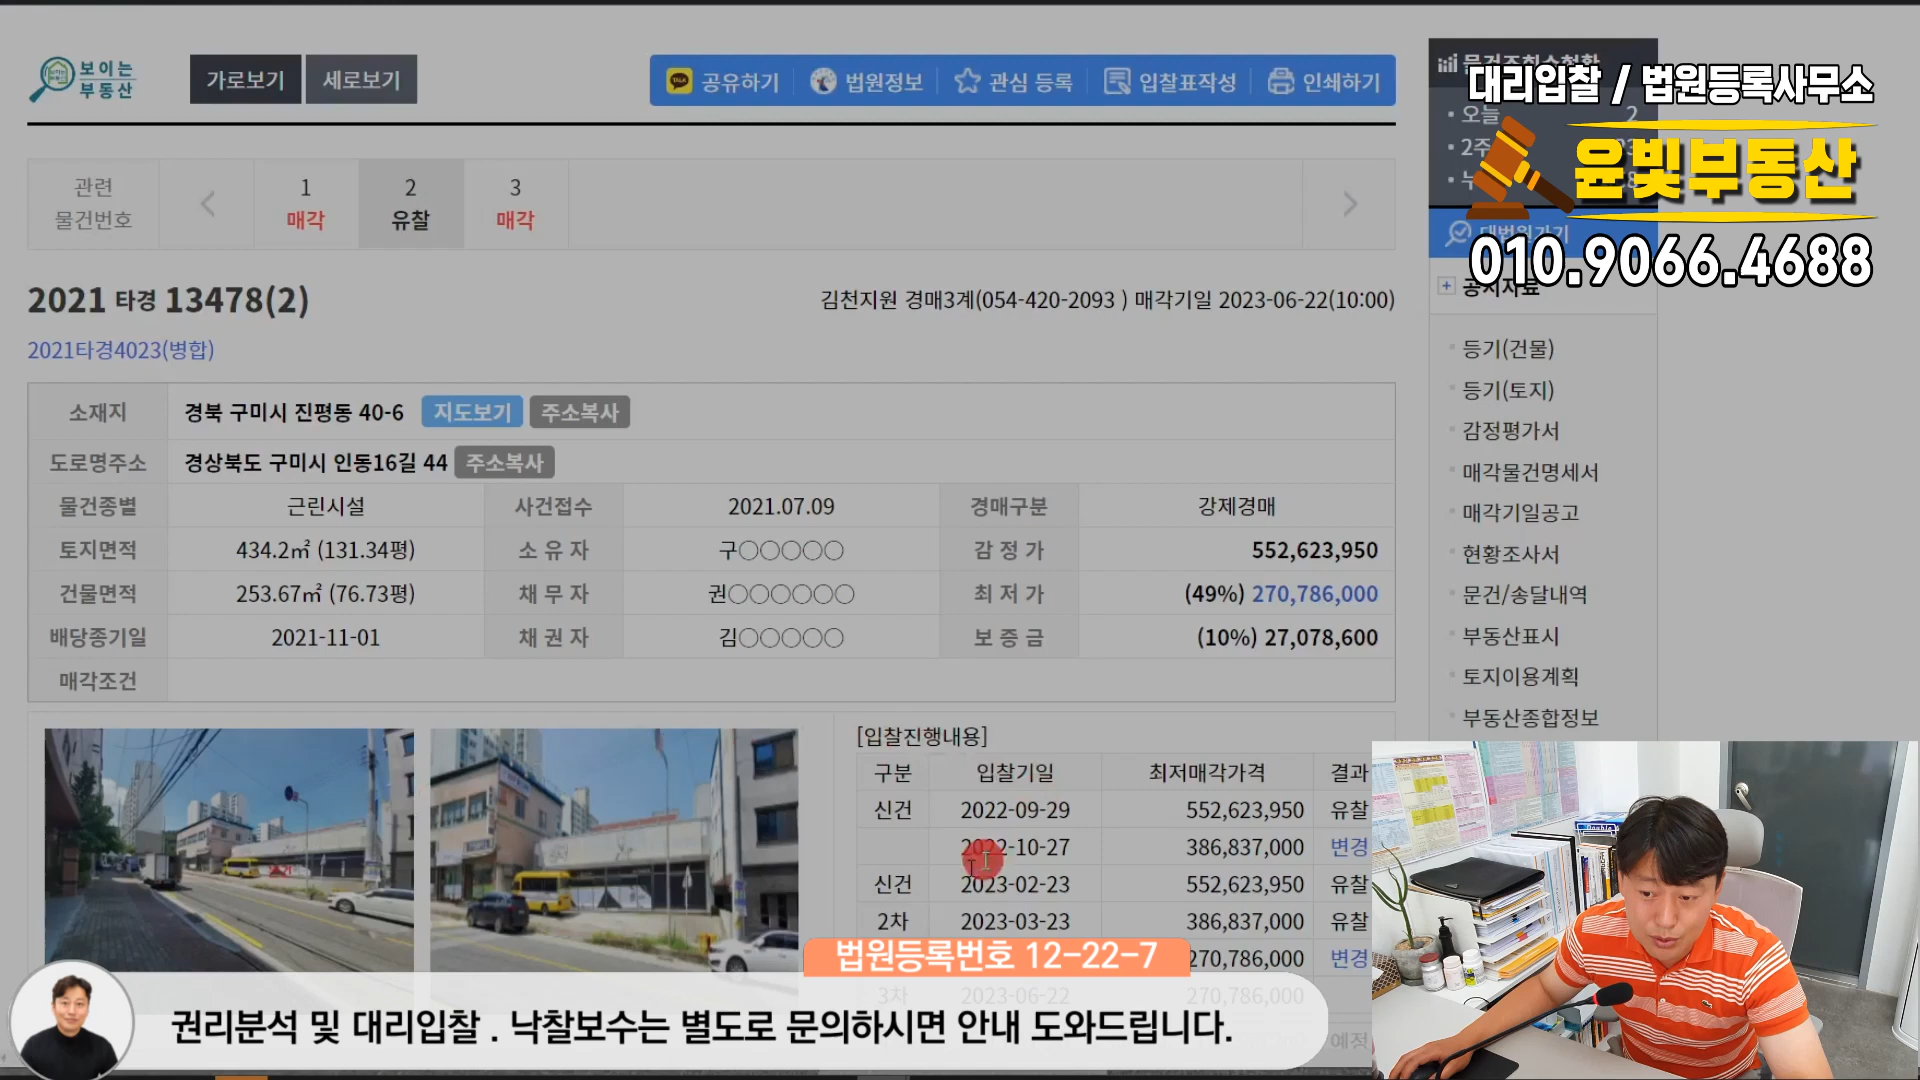 보이는
부동산
가로보기 세로보기
공유하기 법원정보 관심 등록 입찰표작성 인쇄하기
대리입찰 / 법원등록사무소
윤빛부동산
010.9066.4688
오늘 2
관련
물건번호
1
매각
2
유찰
3
매각
2021 타경 13478(2)
김천지원 경매3계(054-420-2093 ) 매각기일 2023-06-22(10:00)
2021타경4023(병합)
소재지 경북 구미시 진평동 40-6 지도보기 주소복사
도로명주소 경상북도 구미시 인동16길 44 주소복사
물건종별 근린시설 사건접수 2021.07.09 경매구분 강제경매
토지면적 434.2㎡ (131.34평) 소 유 자 구○○○○○ 감 정 가 552,623,950
건물면적 253.67㎡ (76.73평) 채 무 자 권○○○○○○ 최 저 가 (49%) 270,786,000
배당종기일 2021-11-01 채 권 자 김○○○○○ 보 증 금 (10%) 27,078,600
매각조건
공시자료
등기(건물)
등기(토지)
감정평가서
매각물건명세서
매각기일공고
현황조사서
문건/송달내역
부동산표시
토지이용계획
부동산종합정보
[입찰진행내용]
구분 입찰기일 최저매각가격 결과
신건 2022-09-29 552,623,950 유찰
2022-10-27 386,837,000 변경
신건 2023-02-23 552,623,950 유찰
2차 2023-03-23 386,837,000 유찰
270,786,000 변경
3차 2023-06-22 270,786,000
예정
법원등록번호 12-22-7
권리분석 및 대리입찰 . 낙찰보수는 별도로 문의하시면 안내 도와드립니다.